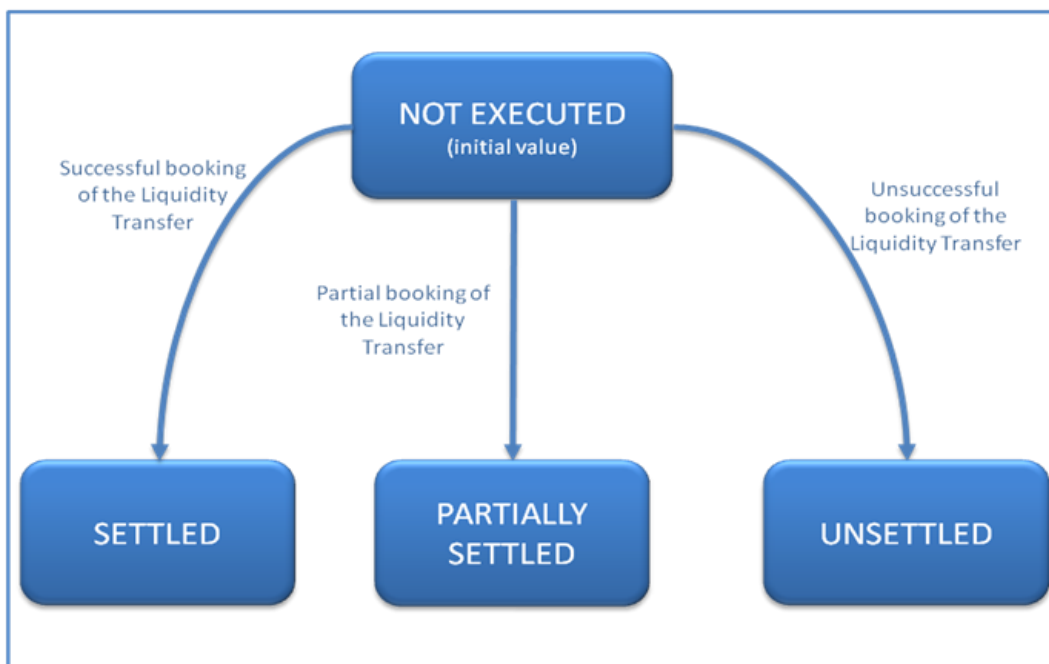 NOT EXECUTED
(initial value)
Successful booking
of the Liquidity
Transfer
Unsuccessful
booking of the
Liquidity Transfer
Partial booking of
the Liquidity
Transfer
SETTLED
PARTIALLY
SETTLED
UNSETTLED